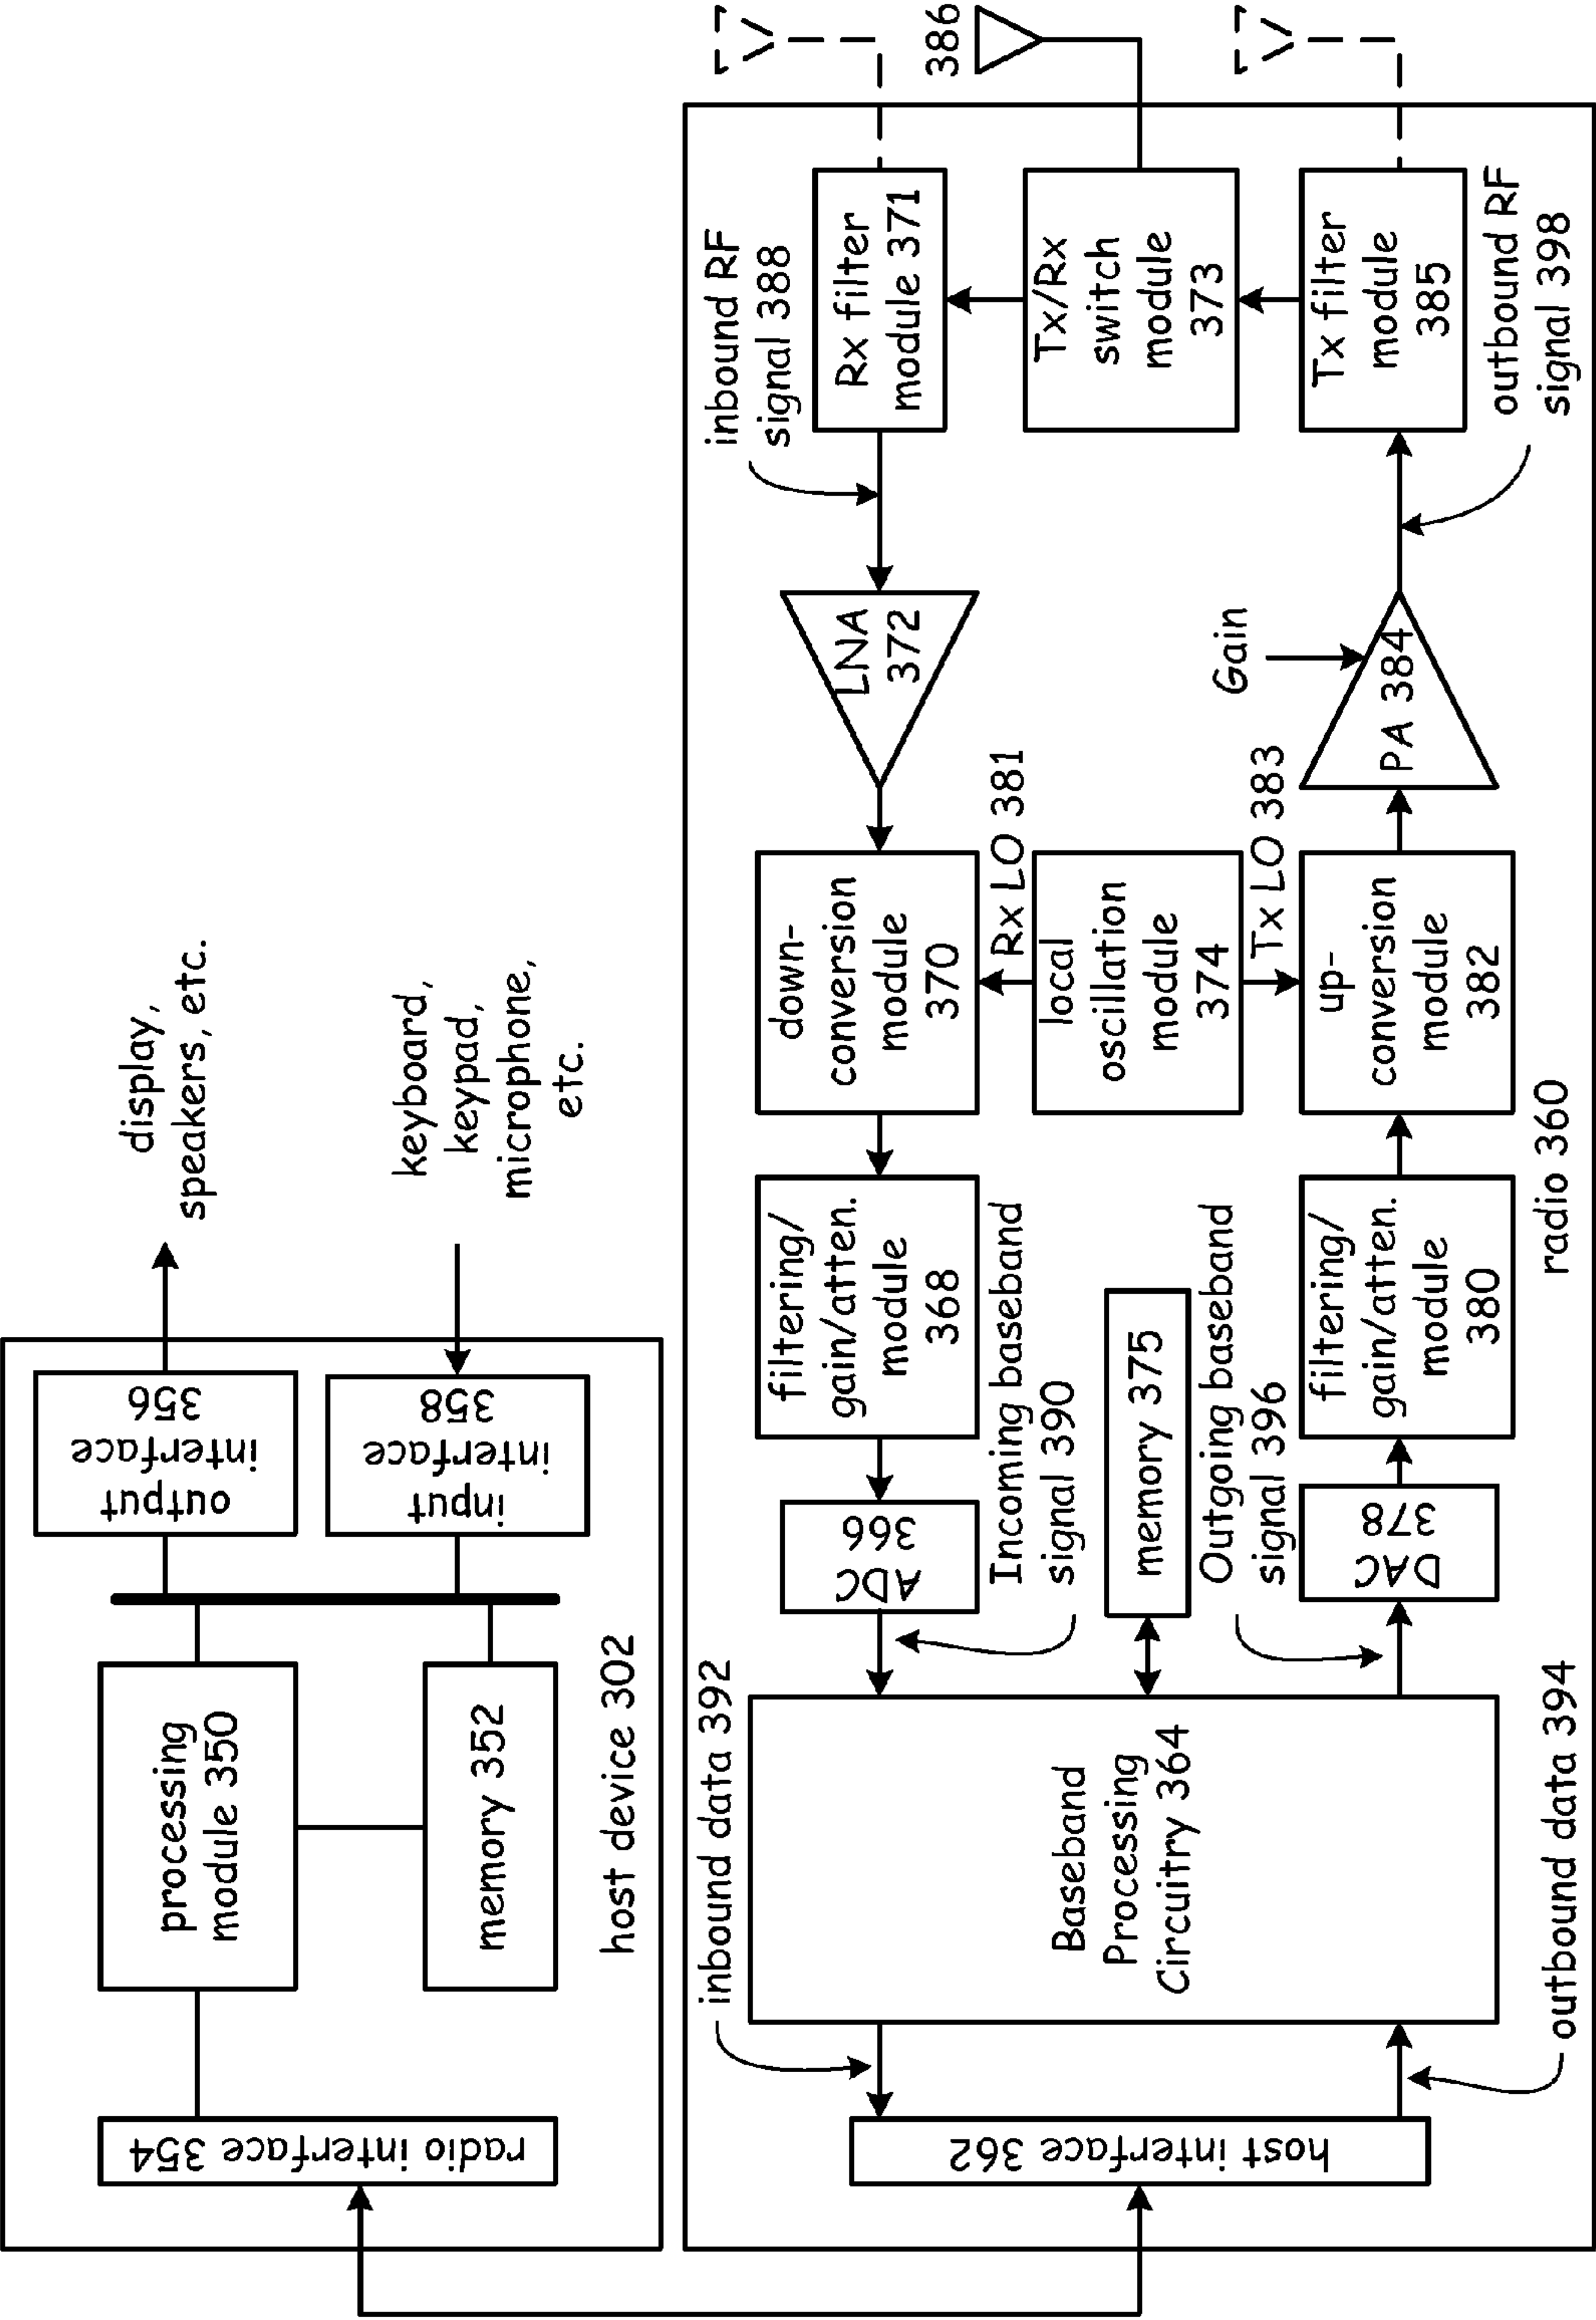 display,
speakers, etc.
keyboard,
keypad,
microphone,
etc.
output
interface
356
input
interface
358
processing
module 350
memory 352
radio interface 354
host device 302
host interface 362
inbound data 392
outbound data 394
Baseband
Processing
Circuitry 364
ADC
366
Incoming baseband
signal 390
memory 375
Outgoing baseband
signal 396
DAC
378
filtering/
gain/atten.
module
368
filtering/
gain/atten.
module
380
down-
conversion
module
370
Rx LO 381
local
oscillation
module
374
Tx LO 383
up-
conversion
module
382
LNA
372
Gain
PA 384
inbound RF
signal 388
Rx filter
module 371
Tx/Rx
switch
module
373
Tx filter
module
385
outbound RF
signal 398
386
radio 360